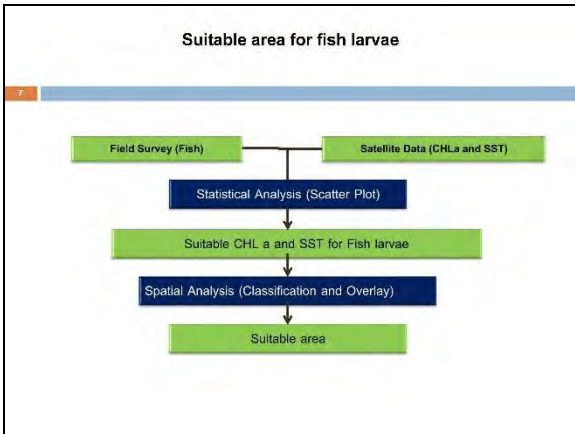 Suitable area for fish larvae
7
Field Survey (Fish)
Satellite Data (CHLa and SST)
Statistical Analysis (Scatter Plot)
Suitable CHL a and SST for Fish larvae
Spatial Analysis (Classification and Overlay)
Suitable area